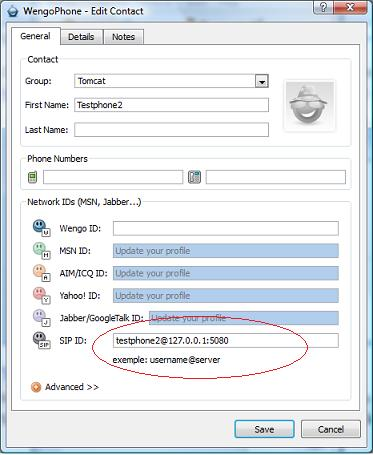 WengoPhone - Edit Contact
General Details Notes
Contact
Group: Tomcat
First Name: Testphone2
Last Name:
Phone Numbers
Network IDs (MSN, Jabber...)
Wengo ID:
MSN ID: Update your profile
AIM/ICQ ID: Update your profile
Yahoo! ID: Update your profile
Jabber/GoogleTalk ID: Update your profile
SIP ID: testphone2@127.0.0.1:5080
exemple: username@server
Advanced >>
Save Cancel